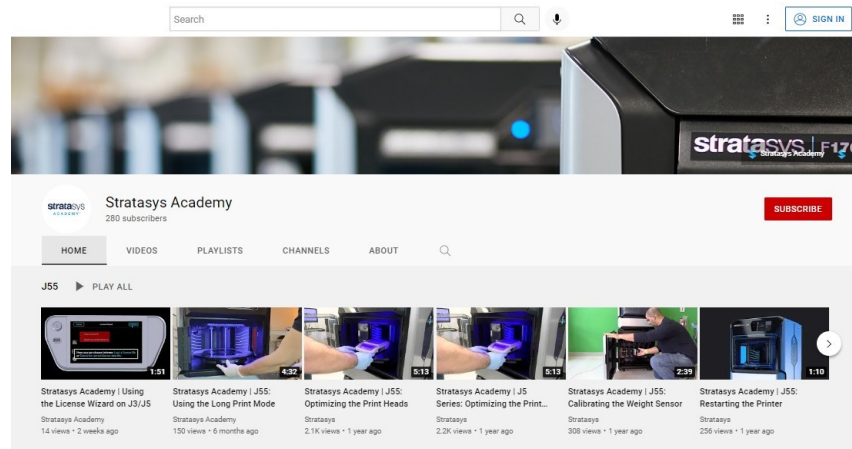 Search
SIGN IN
stratasys | F170
Stratasys Academy
stratasys
ACADEMY
Stratasys Academy
280 subscribers
SUBSCRIBE
HOME VIDEOS PLAYLISTS CHANNELS ABOUT
J55 PLAY ALL
1:51 4:32 5:13 5:13 2:39 1:10
Stratasys Academy | Using
the License Wizard on J3/J5
Stratasys Academy
14 views • 2 weeks ago
Stratasys Academy | J55:
Using the Long Print Mode
Stratasys Academy
150 views • 6 months ago
Stratasys Academy | J55:
Optimizing the Print Heads
Stratasys
2.1K views • 1 year ago
Stratasys Academy | J5
Series: Optimizing the Print...
Stratasys
2.2K views • 1 year ago
Stratasys Academy | J55:
Calibrating the Weight Sensor
Stratasys
308 views • 1 year ago
Stratasys Academy | J55:
Restarting the Printer
Stratasys
256 views • 1 year ago